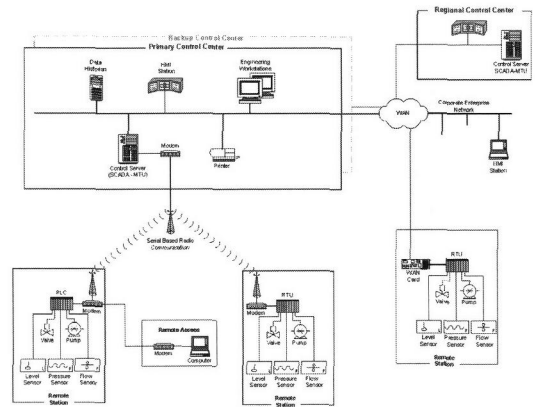 Backup Control Center
Primary Control Center
Data
Historian
HMI
Station
Engineering
Workstations
Control Server
(SCADA - MTU)
Modem
Printer
Regional Control Center
Control Server
SCADA-MTU
WAN
Corporate Enterprise
Network
HMI
Station
Serial Based Radio
Communication
PLC
Modem
Valve
Pump
Level
Sensor
Pressure
Sensor
Flow
Sensor
Remote
Station
Remote Access
Modem
Computer
Modem
RTU
Valve
Pump
Level
Sensor
Pressure
Sensor
Flow
Sensor
Remote
Station
WAN
Card
RTU
Valve
Pump
Level
Sensor
Pressure
Sensor
Flow
Sensor
Remote
Station